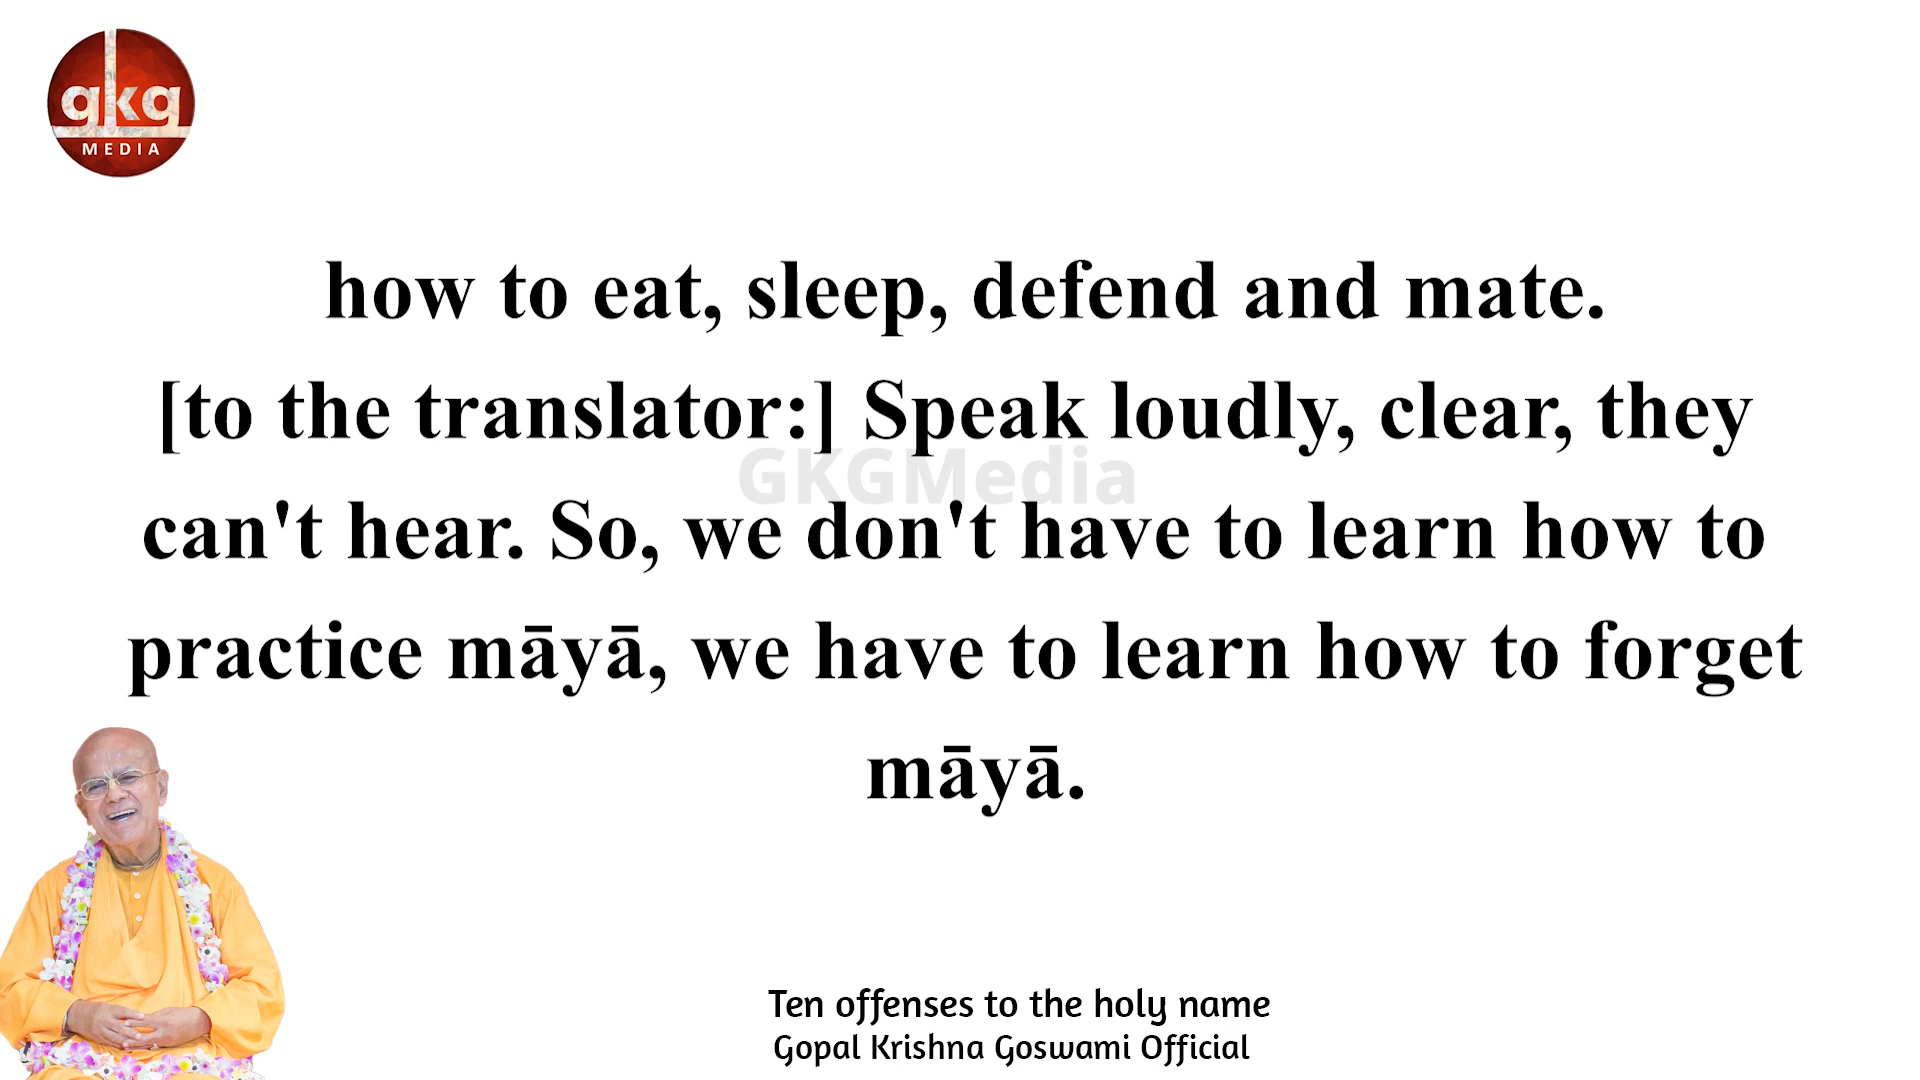 gkg
MEDIA
how to eat, sleep, defend and mate.
[to the translator:] Speak loudly, clear, they
GKGMedia
can't hear. So, we don't have to learn how to
practice māyā, we have to learn how to forget
māyā.
Ten offenses to the holy name
Gopal Krishna Goswami Official